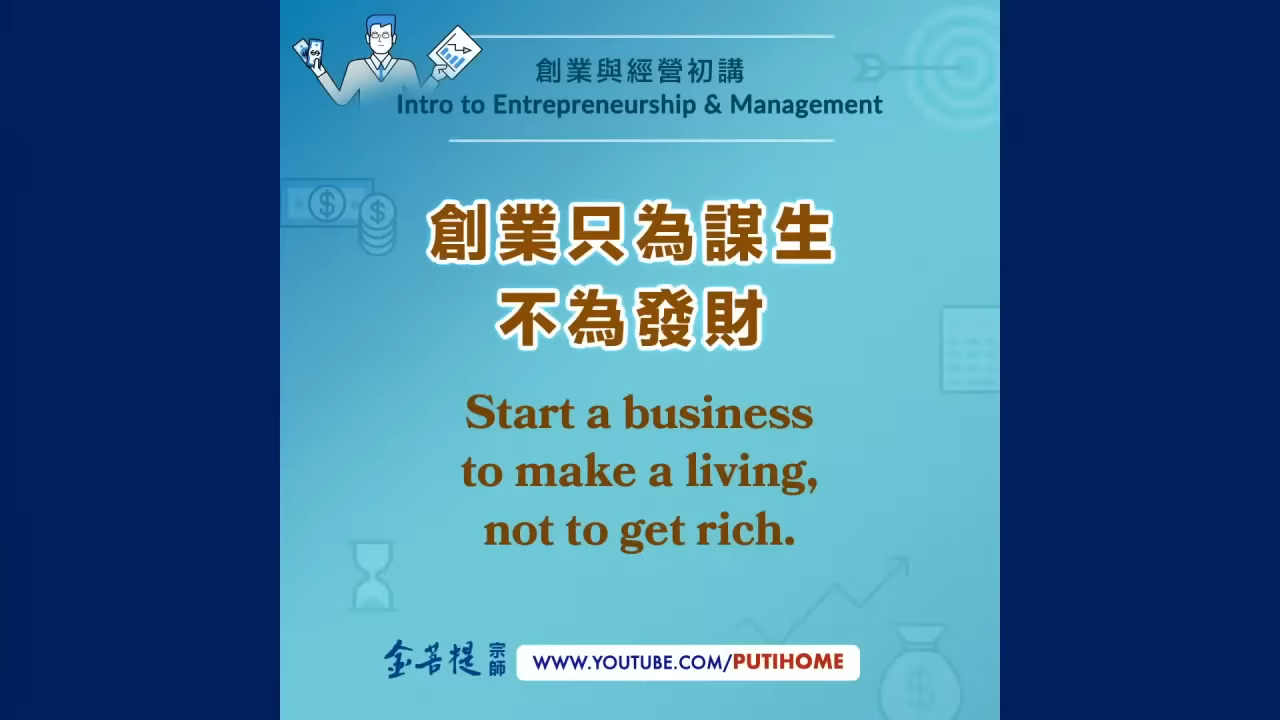 創業與經營初講
Intro to Entrepreneurship & Management
創業只為謀生
不為發財
Start a business
to make a living,
not to get rich.
金菩提宗師
WWW.YOUTUBE.COM/PUTIHOME